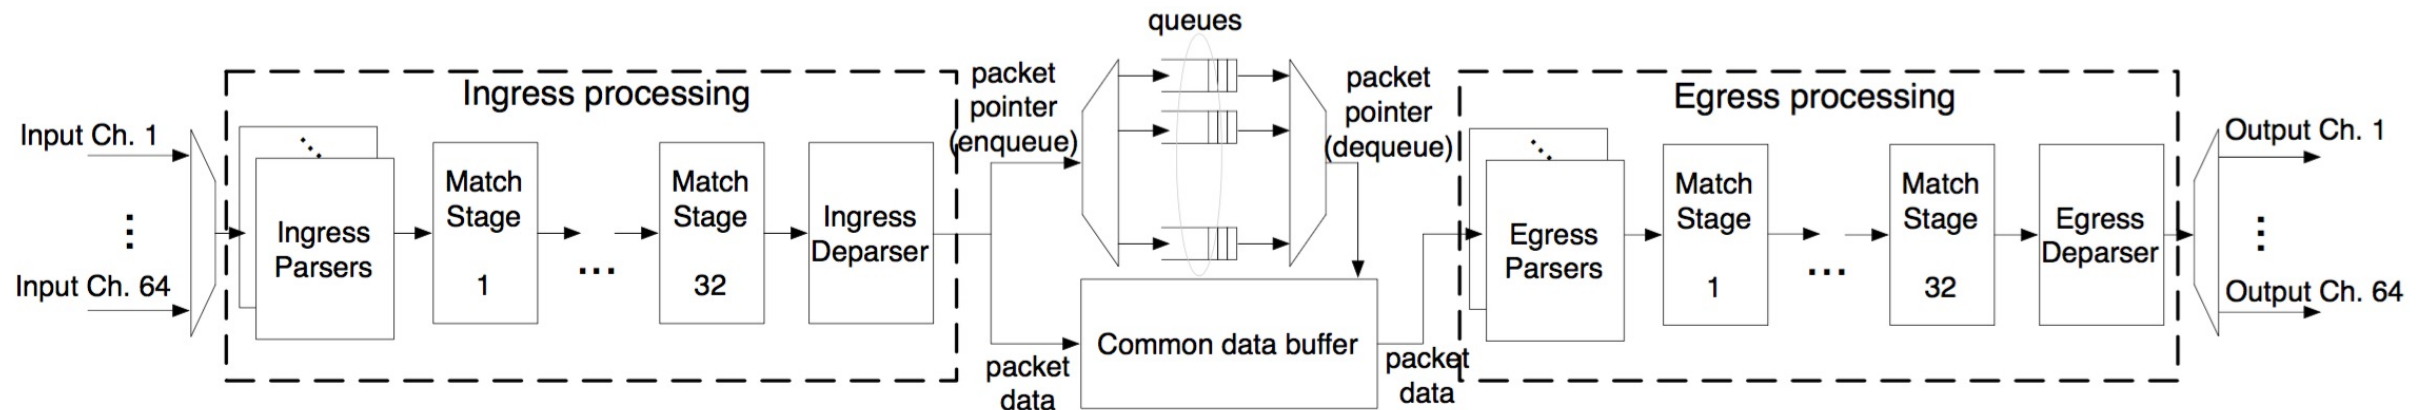 queues
Ingress processing
Input Ch. 1
Input Ch. 64
Ingress
Parsers
Match
Stage
1
...
Match
Stage
32
Ingress
Deparser
packet
pointer
(enqueue)
packet
data
packet
pointer
(dequeue)
Common data buffer
packet
data
Egress processing
Egress
Parsers
Match
Stage
1
...
Match
Stage
32
Egress
Deparser
Output Ch. 1
Output Ch. 64